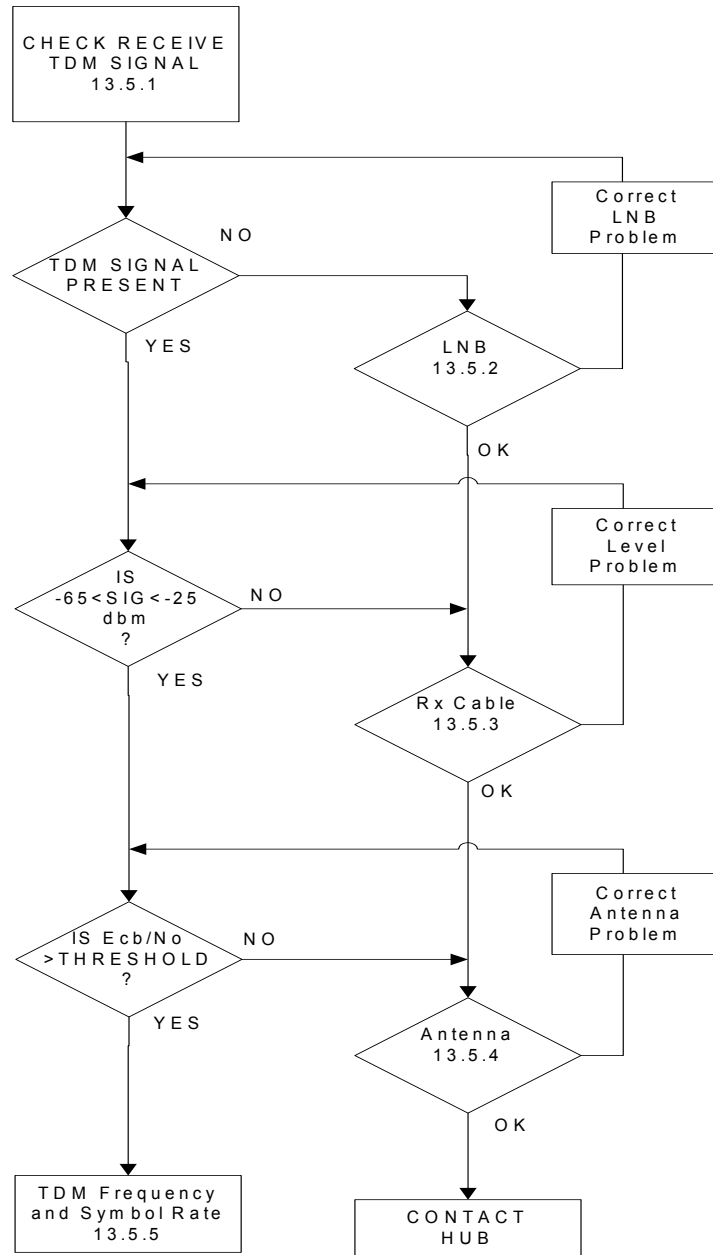 CHECK RECEIVE
TDM SIGNAL
13.5.1
Correct
LNB
Problem
NO
TDM SIGNAL
PRESENT
YES
LNB
13.5.2
OK
Correct
Level
Problem
IS
-65<SIG<-25
dbm
?
NO
YES
Rx Cable
13.5.3
OK
Correct
Antenna
Problem
IS Ecb/No
>THRESHOLD
?
NO
YES
Antenna
13.5.4
OK
TDM Frequency
and Symbol Rate
13.5.5
CONTACT
HUB